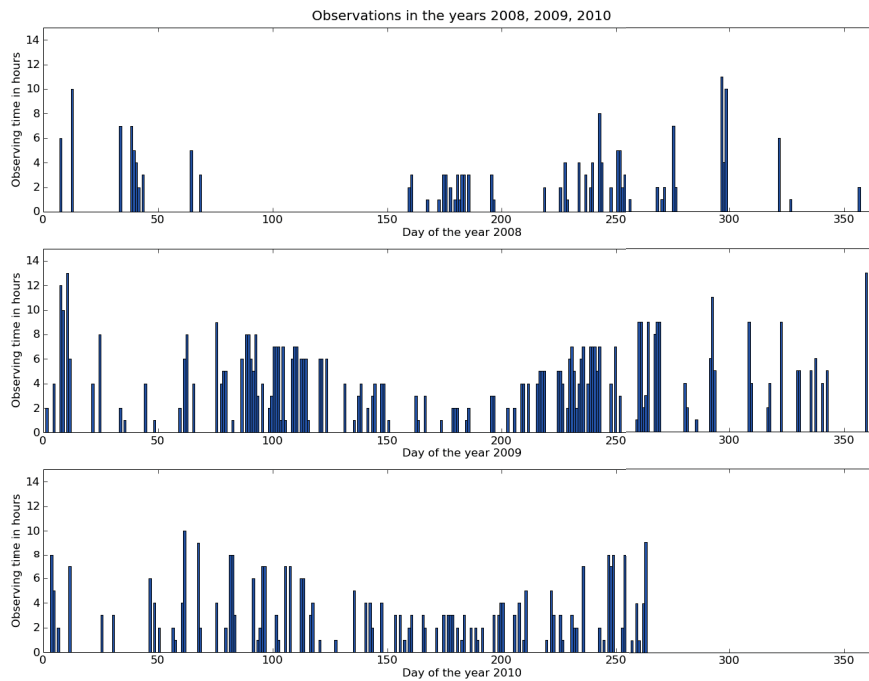 Observations in the years 2008, 2009, 2010
Observing time in hours
14
12
10
8
6
4
2
0
0 50 100 150 200 250 300 350
Day of the year 2008
Observing time in hours
14
12
10
8
6
4
2
0
0 50 100 150 200 250 300 350
Day of the year 2009
Observing time in hours
14
12
10
8
6
4
2
0
0 50 100 150 200 250 300 350
Day of the year 2010